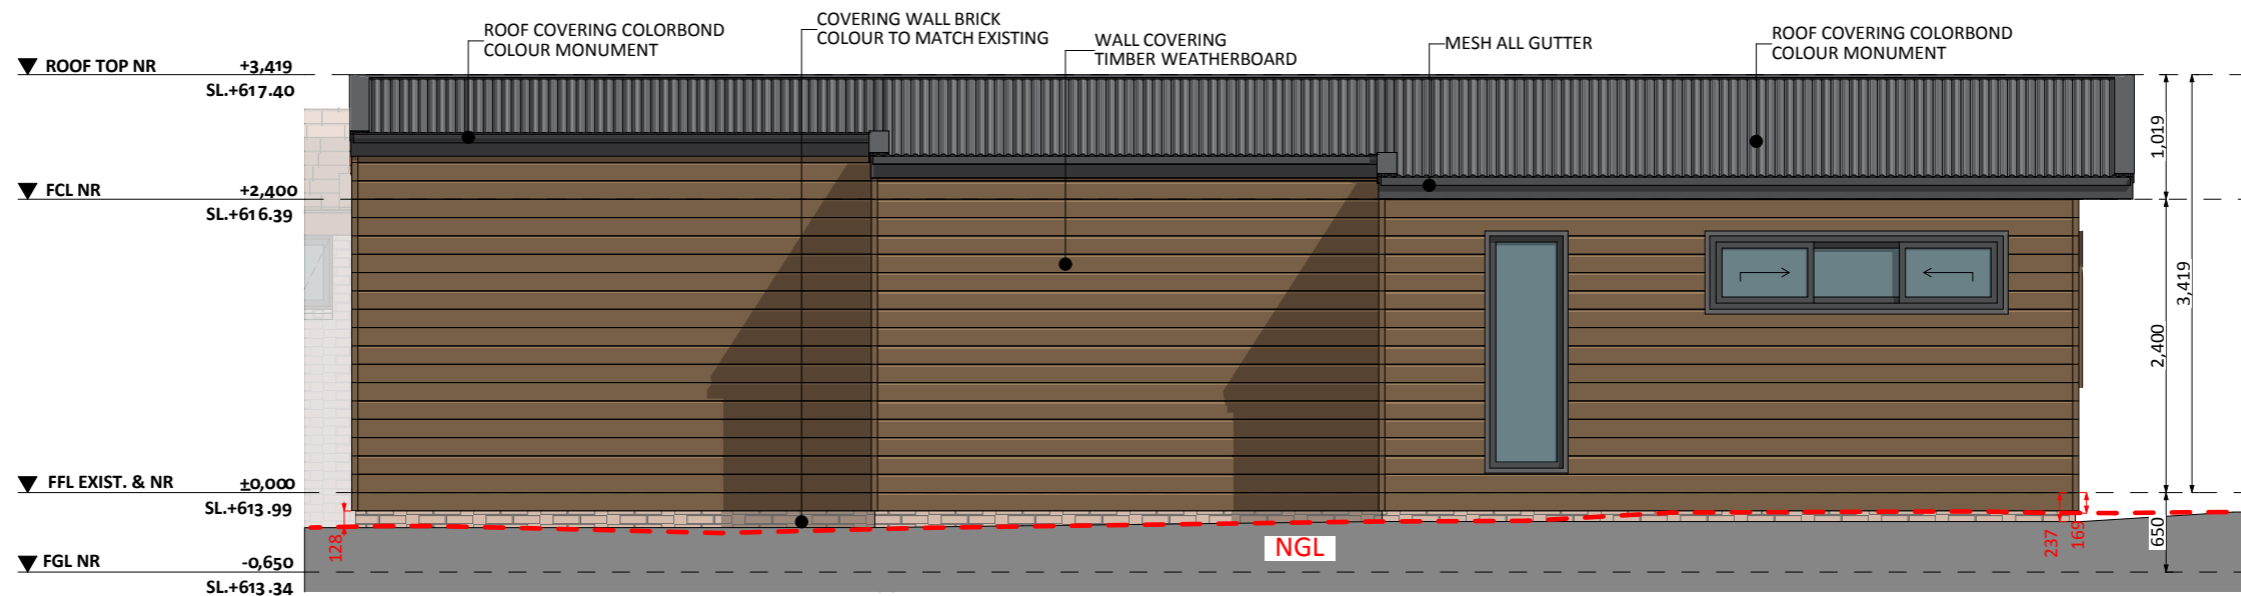 ROOF COVERING COLORBOND
COLOUR MONUMENT
COVERING WALL BRICK
COLOUR TO MATCH EXISTING
WALL COVERING
TIMBER WEATHERBOARD
MESH ALL GUTTER
ROOF COVERING COLORBOND
COLOUR MONUMENT
ROOF TOP NR +3,419
SL.+617.40
FCL NR +2,400
SL.+616.39
FFL EXIST. & NR ±0,000
SL.+613.99
FGL NR -0,650
SL.+613.34
128
NGL
237
169
1,019
2,400
650
3,419